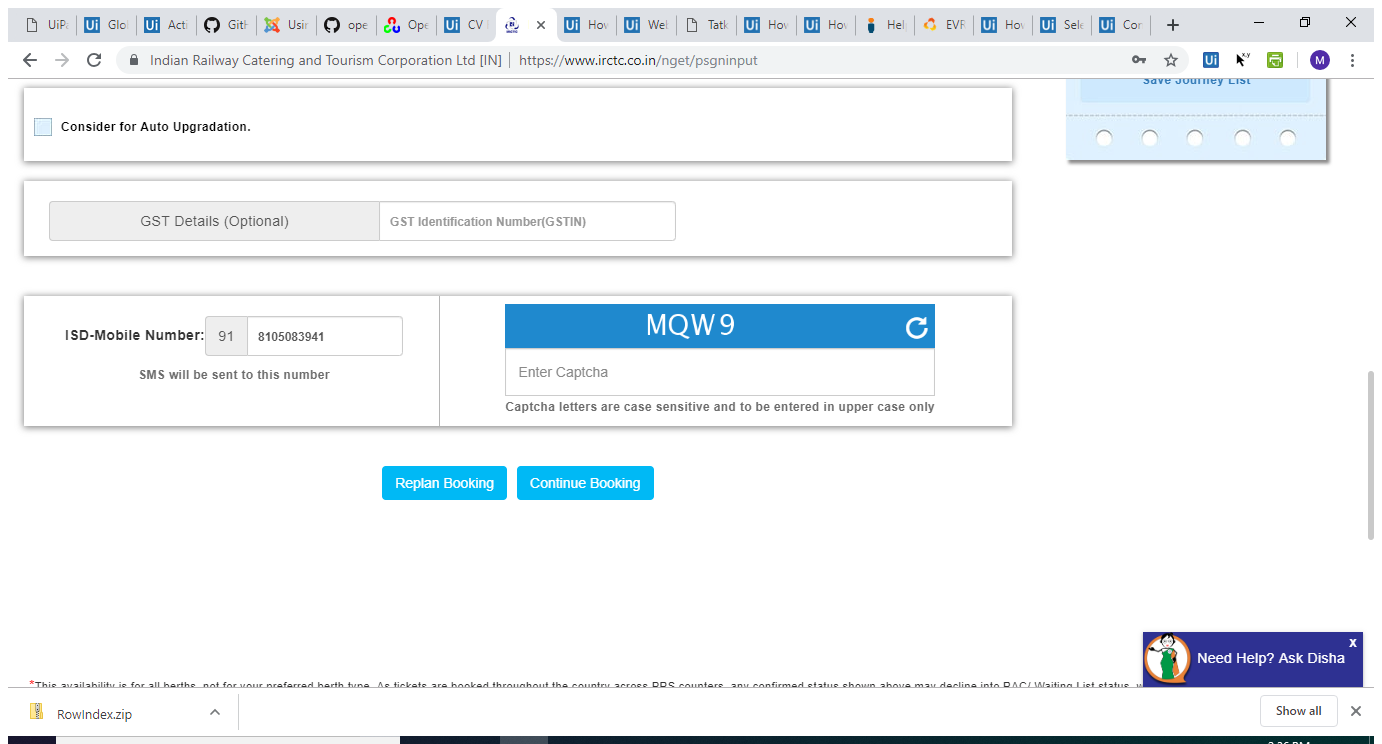 UiPa Glol Acti Gith Usin ope Ope CV How Wel Tatk How How Hel EVR How Sele Cor
Indian Railway Catering and Tourism Corporation Ltd [IN] https://www.irctc.co.in/nget/psgninput M
Save Journey List
Consider for Auto Upgradation.
GST Details (Optional) GST Identification Number(GSTIN)
MQW9
ISD-Mobile Number: 91 8105083941
Enter Captcha
SMS will be sent to this number
Captcha letters are case sensitive and to be entered in upper case only
Replan Booking Continue Booking
x
Need Help? Ask Disha
*This availability is for all berths, not for your preferred berth type. As tickets are booked throughout the country across PRS counters, any confirmed status shown above may decline into RAC/ Waiting List status,
RowIndex.zip Show all